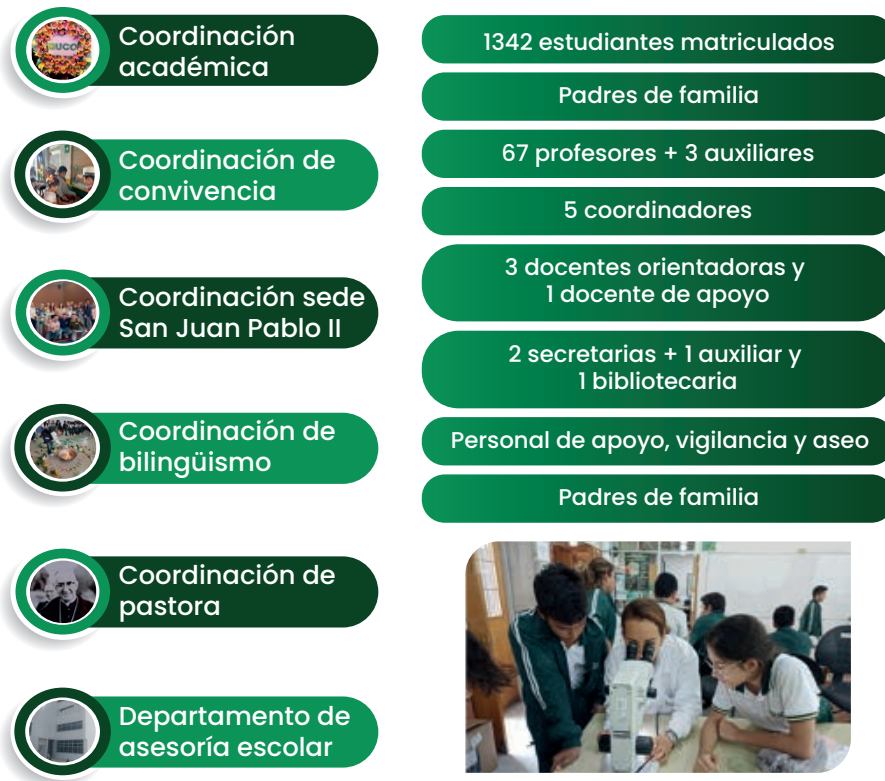 Coordinación
académica
Coordinación de
convivencia
Coordinación sede
San Juan Pablo II
Coordinación de
bilingüismo
Coordinación de
pastora
Departamento de
asesoría escolar
1342 estudiantes matriculados
Padres de familia
67 profesores + 3 auxiliares
5 coordinadores
3 docentes orientadoras y
1 docente de apoyo
2 secretarias + 1 auxiliar y
1 bibliotecaria
Personal de apoyo, vigilancia y aseo
Padres de familia